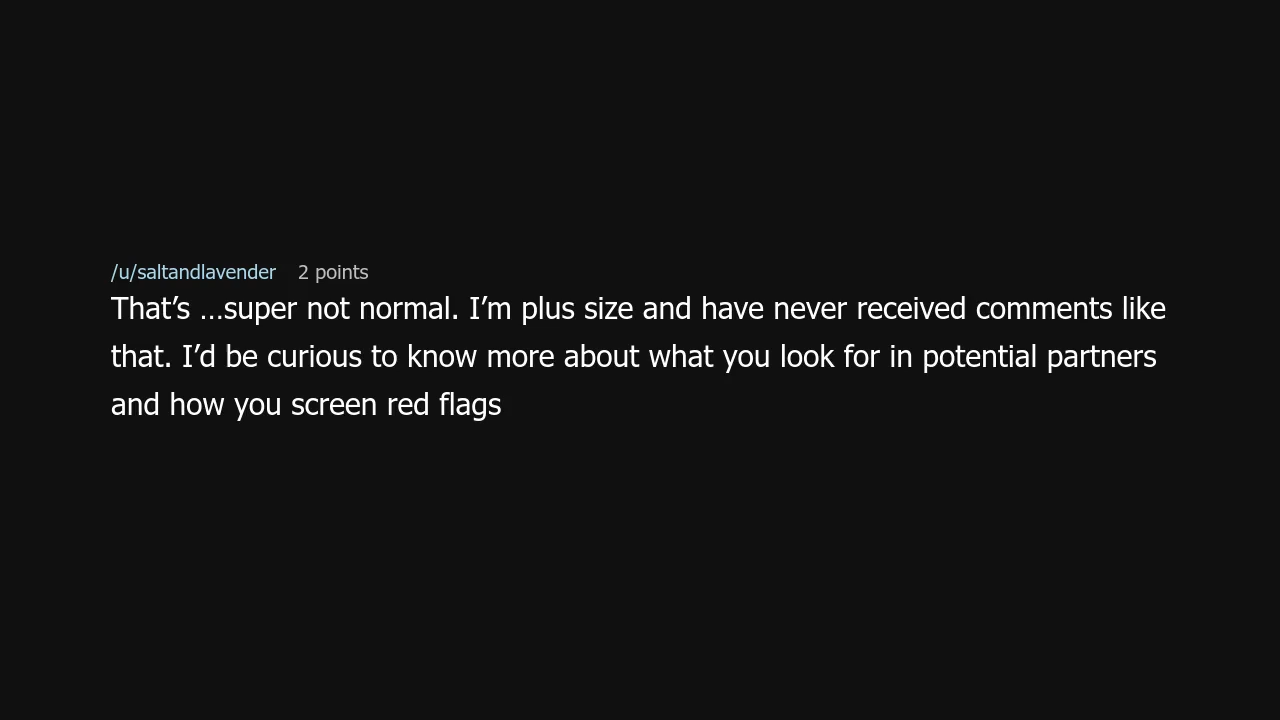 /u/saltandlavender 2 points
That’s …super not normal. I’m plus size and have never received comments like
that. I’d be curious to know more about what you look for in potential partners
and how you screen red flags